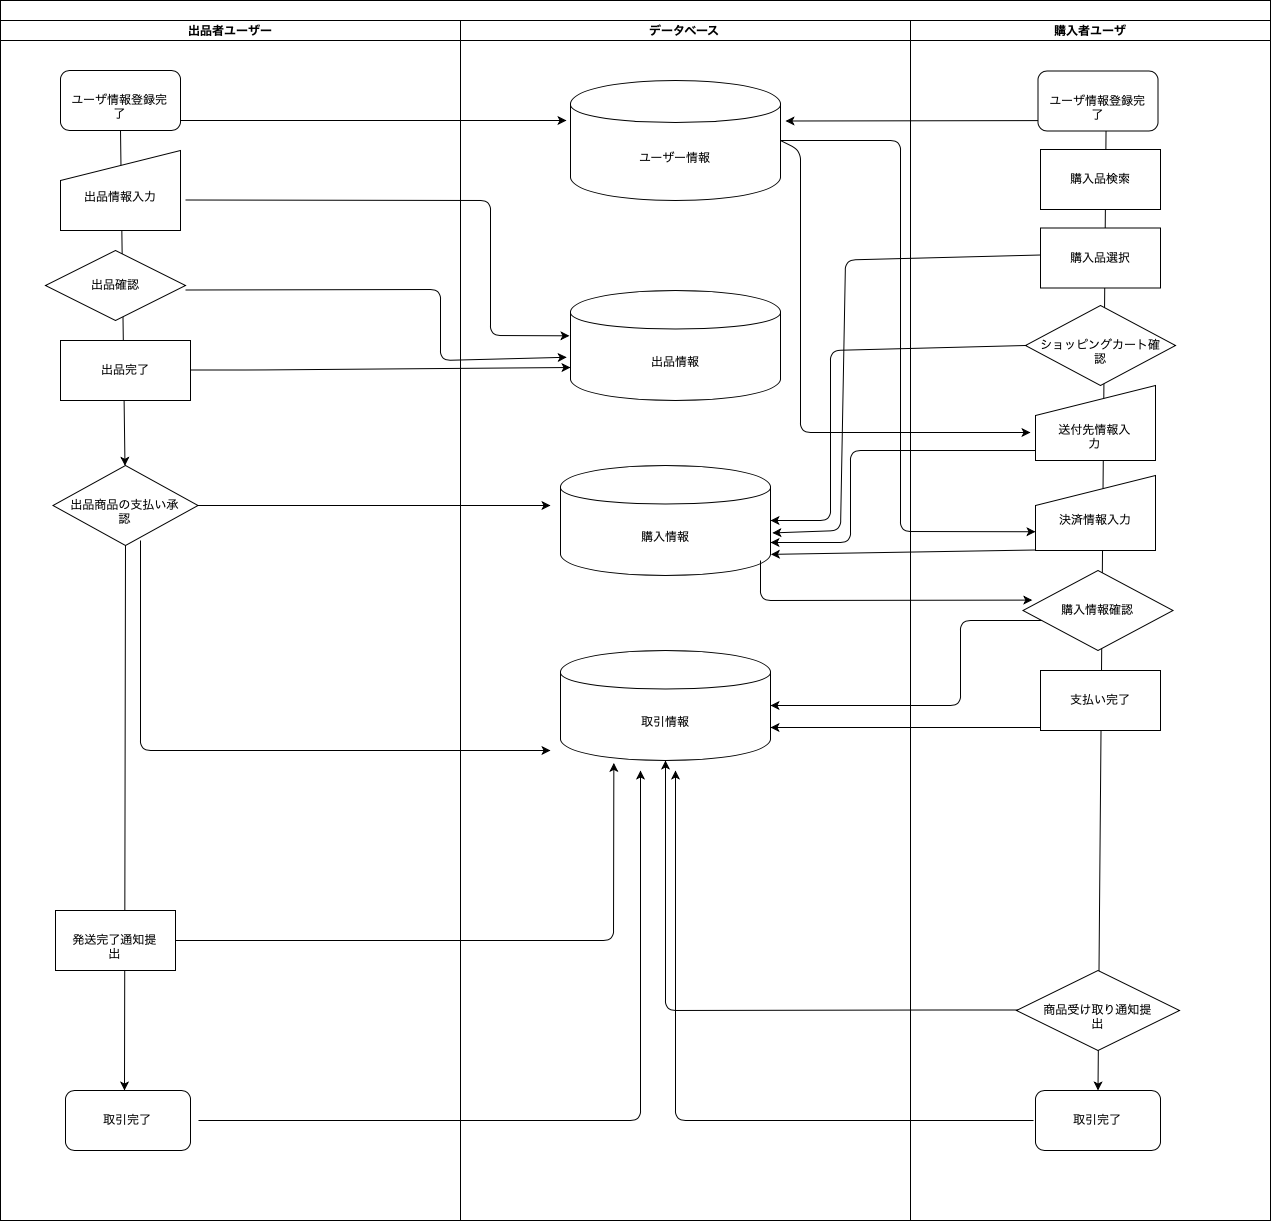 出品者ユーザー
データベース
購入者ユーザ
ユーザ情報登録完
了
出品情報入力
出品確認
出品完了
出品商品の支払い承
認
発送完了通知提
出
取引完了
ユーザー情報
出品情報
購入情報
取引情報
ユーザ情報登録完
了
購入品検索
購入品選択
ショッピングカート確
認
送付先情報入
力
決済情報入力
購入情報確認
支払い完了
商品受け取り通知提
出
取引完了